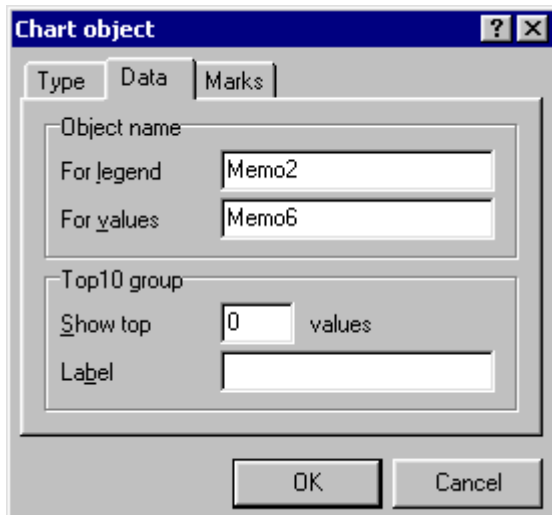 Chart object
Type Data Marks
Object name
For legend Memo2
For values Memo6
Top10 group
Show top 0 values
Label
OK Cancel